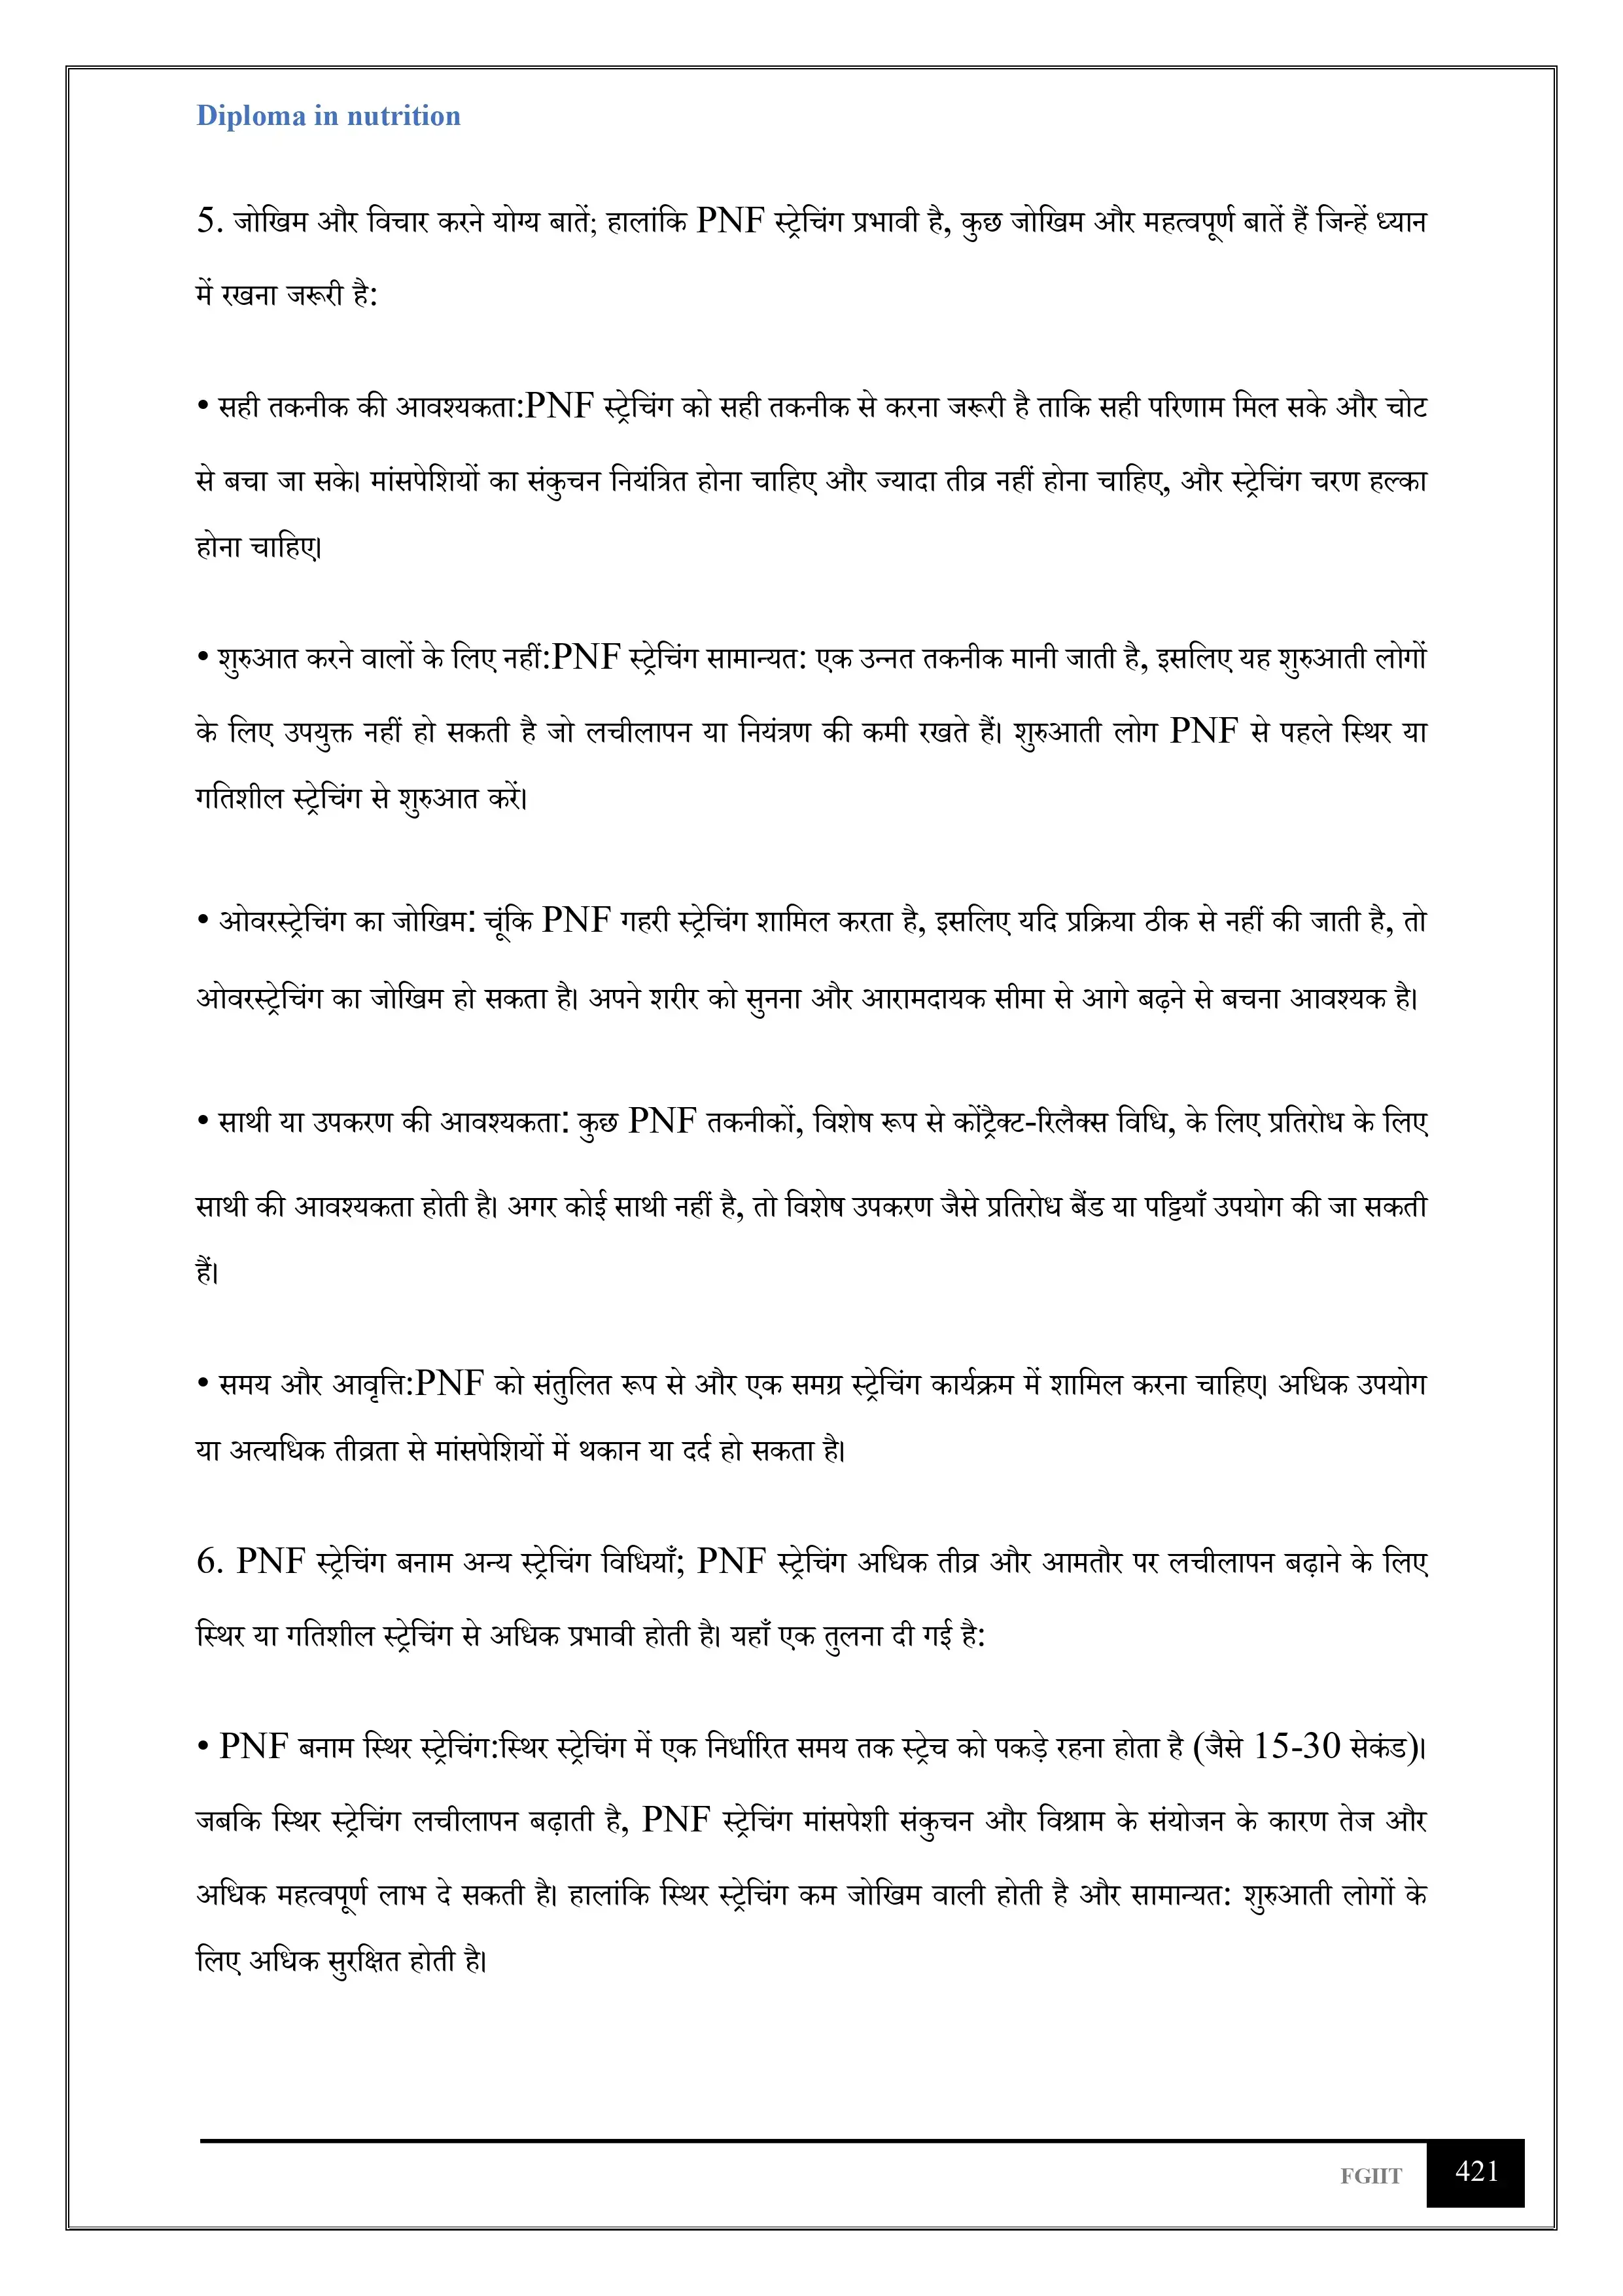 Diploma in nutrition
5. जोखिम और विचार करने योग्य बातें; हालांकि PNF स्ट्रेचिंग प्रभावी है, कुछ जोखिम और महत्वपूर्ण बातें हैं जिन्हें ध्यान
में रखना जरूरी है:
• सही तकनीक की आवश्यकता:PNF स्ट्रेचिंग को सही तकनीक से करना जरूरी है ताकि सही परिणाम मिल सके और चोट
से बचा जा सके। मांसपेशियों का संकुचन नियंत्रित होना चाहिए और ज्यादा तीव्र नहीं होना चाहिए, और स्ट्रेचिंग चरण हल्का
होना चाहिए।
• शुरुआत करने वालों के लिए नहीं:PNF स्ट्रेचिंग सामान्यत: एक उन्नत तकनीक मानी जाती है, इसलिए यह शुरुआती लोगों
के लिए उपयुक्त नहीं हो सकती है जो लचीलापन या नियंत्रण की कमी रखते हैं। शुरुआती लोग PNF से पहले स्थिर या
गतिशील स्ट्रेचिंग से शुरुआत करें।
• ओवरस्ट्रेचिंग का जोखिम: चूंकि PNF गहरी स्ट्रेचिंग शामिल करता है, इसलिए यदि प्रक्रिया ठीक से नहीं की जाती है, तो
ओवरस्ट्रेचिंग का जोखिम हो सकता है। अपने शरीर को सुनना और आरामदायक सीमा से आगे बढ़ने से बचना आवश्यक है।
• साथी या उपकरण की आवश्यकता: कुछ PNF तकनीकों, विशेष रूप से कोंट्रैक्ट-रिलैक्स विधि, के लिए प्रतिरोध के लिए
साथी की आवश्यकता होती है। अगर कोई साथी नहीं है, तो विशेष उपकरण जैसे प्रतिरोध बैंड या पट्टियाँ उपयोग की जा सकती
हैं।
• समय और आवृत्ति:PNF को संतुलित रूप से और एक समग्र स्ट्रेचिंग कार्यक्रम में शामिल करना चाहिए। अधिक उपयोग
या अत्यधिक तीव्रता से मांसपेशियों में थकान या दर्द हो सकता है।
6. PNF स्ट्रेचिंग बनाम अन्य स्ट्रेचिंग विधियाँ; PNF स्ट्रेचिंग अधिक तीव्र और आमतौर पर लचीलापन बढ़ाने के लिए
स्थिर या गतिशील स्ट्रेचिंग से अधिक प्रभावी होती है। यहाँ एक तुलना दी गई है:
• PNF बनाम स्थिर स्ट्रेचिंग:स्थिर स्ट्रेचिंग में एक निर्धारित समय तक स्ट्रेच को पकड़े रहना होता है (जैसे 15-30 सेकंड)।
जबकि स्थिर स्ट्रेचिंग लचीलापन बढ़ाती है, PNF स्ट्रेचिंग मांसपेशी संकुचन और विश्राम के संयोजन के कारण तेज और
अधिक महत्वपूर्ण लाभ दे सकती है। हालांकि स्थिर स्ट्रेचिंग कम जोखिम वाली होती है और सामान्यत: शुरुआती लोगों के
लिए अधिक सुरक्षित होती है।
FGIIT 421